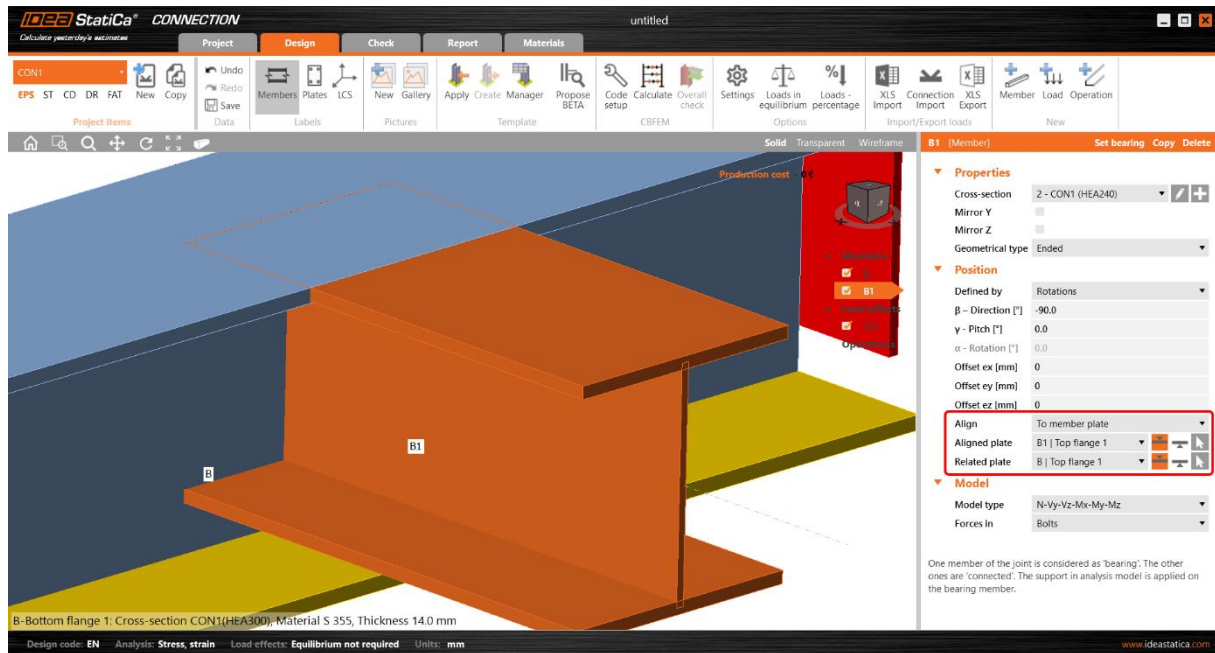 IDEA StatiCa® CONNECTION
untitled
Calculate yesterday's estimates
Project Design Check Report Materials
CON1
EPS ST CD DR FAT
New Copy
Undo
Redo
Save
Members Plates LCS
New Gallery
Apply Create Manager Propose BETA
Code setup Calculate Overall check
Settings Loads in equilibrium Loads - percentage
XLS Import Connection Import XLS Export
Member Load Operation
Project items Data Labels Pictures Template CBFEM Options Import/Export loads New
Solid Transparent Wireframe
B1 [Member] Set bearing Copy Delete
Production cost - 0 €
Properties
Cross-section 2 - CON1 (HEA240)
Mirror Y
Mirror Z
Geometrical type Ended
Position
Defined by Rotations
β – Direction [°] -90.0
γ - Pitch [°] 0.0
α - Rotation [°] 0.0
Offset ex [mm] 0
Offset ey [mm] 0
Offset ez [mm] 0
Align To member plate
Aligned plate B1 | Top flange 1
Related plate B | Top flange 1
Model
Model type N-Vy-Vz-Mx-My-Mz
Forces in Bolts
One member of the joint is considered as 'bearing'. The other
ones are 'connected'. The support in analysis model is applied on
the bearing member.
B1
B1
B
B-Bottom flange 1: Cross-section CON1(HEA300), Material S 355, Thickness 14.0 mm
Design code: EN Analysis: Stress, strain Load effects: Equilibrium not required Units: mm
www.ideastatica.com